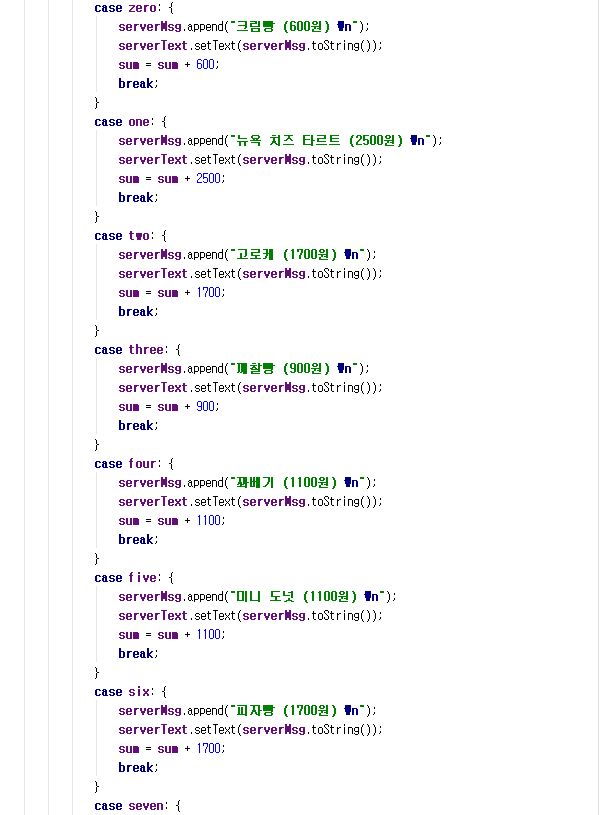 case zero: {
serverMsg.append("크림빵 (600원) ₩n");
serverText.setText(serverMsg.toString());
sum = sum + 600;
break;
}
case one: {
serverMsg.append("뉴욕 치즈 타르트 (2500원) ₩n");
serverText.setText(serverMsg.toString());
sum = sum + 2500;
break;
}
case two: {
serverMsg.append("고로케 (1700원) ₩n");
serverText.setText(serverMsg.toString());
sum = sum + 1700;
break;
}
case three: {
serverMsg.append("깨찰빵 (900원) ₩n");
serverText.setText(serverMsg.toString());
sum = sum + 900;
break;
}
case four: {
serverMsg.append("꽈베기 (1100원) ₩n");
serverText.setText(serverMsg.toString());
sum = sum + 1100;
break;
}
case five: {
serverMsg.append("미니 도넛 (1100원) ₩n");
serverText.setText(serverMsg.toString());
sum = sum + 1100;
break;
}
case six: {
serverMsg.append("피자빵 (1700원) ₩n");
serverText.setText(serverMsg.toString());
sum = sum + 1700;
break;
}
case seven: {